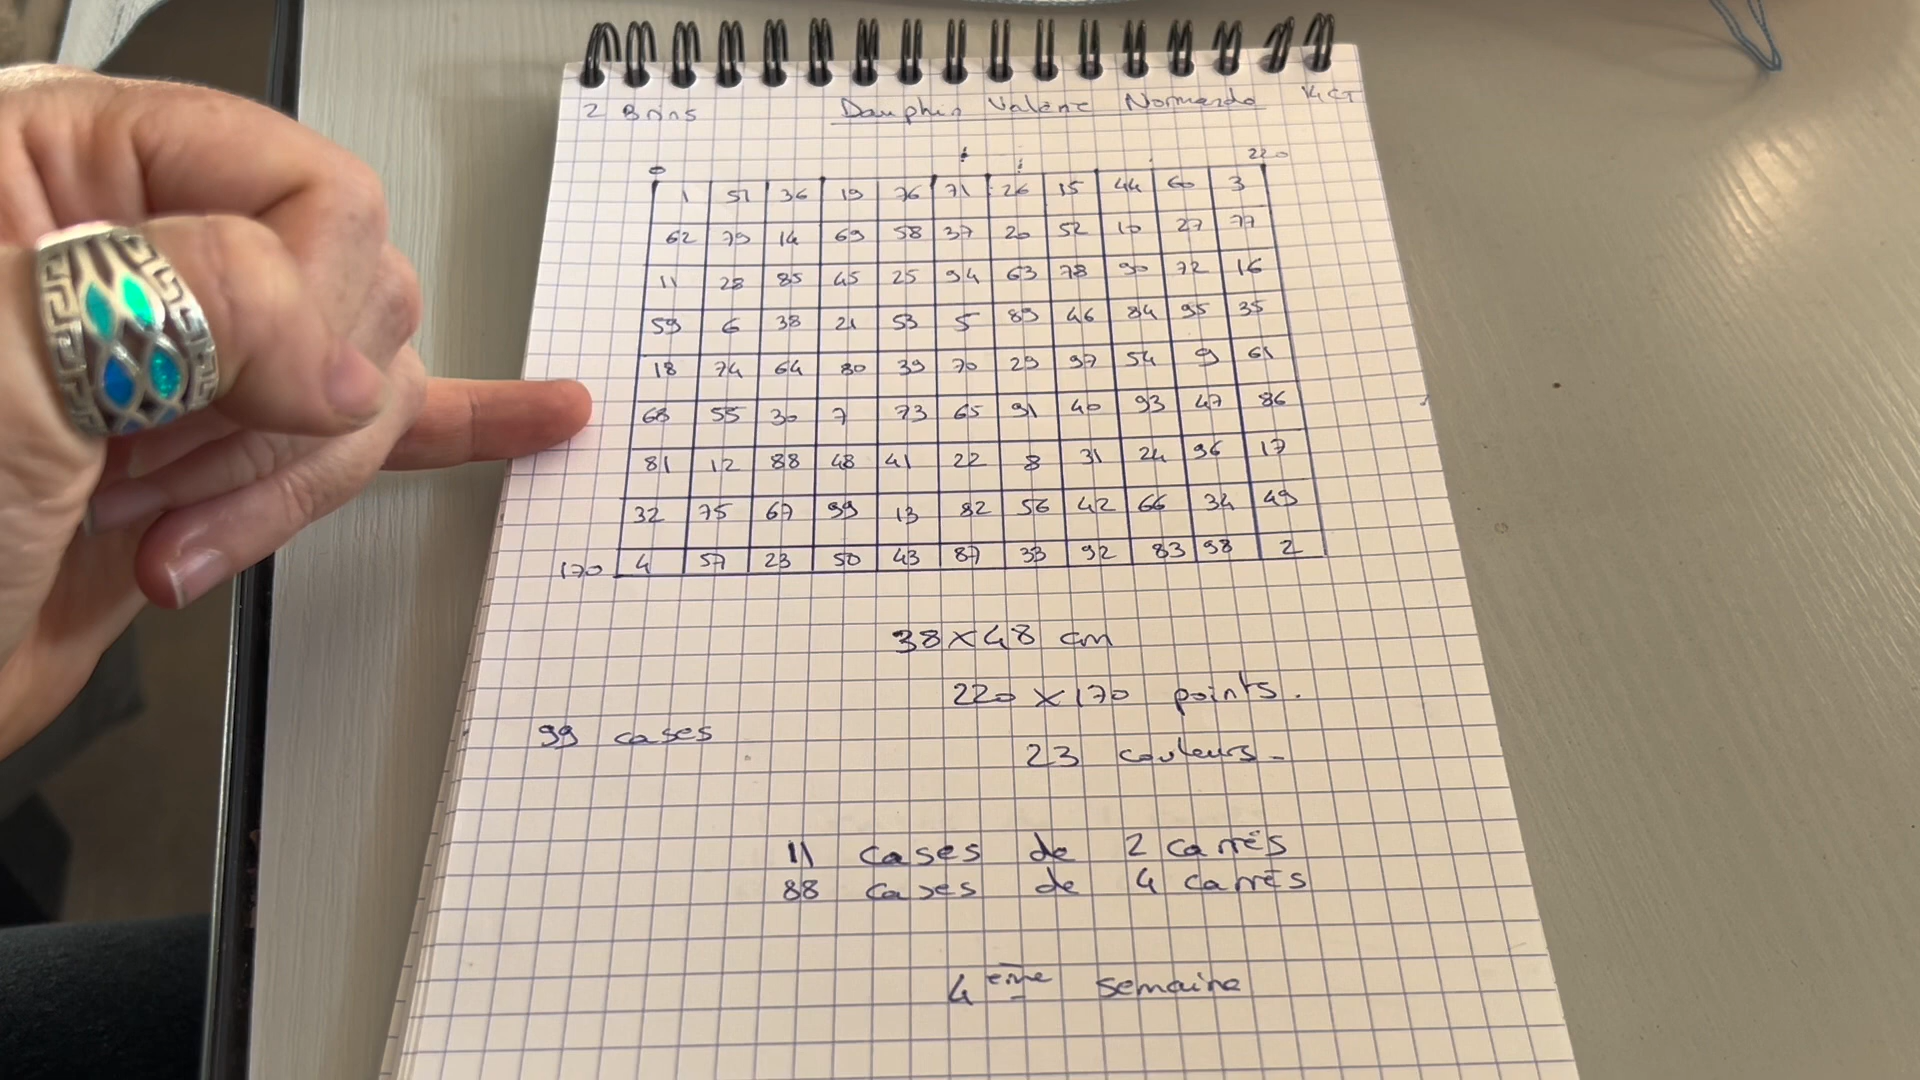 2 Brins Dauphin Valérie Normande 14 CT
0 220
1 51 36 19 76 71 26 15 44 60 3
62 79 14 69 58 37 20 52 10 27 77
11 28 85 45 25 94 63 78 90 72 16
59 6 38 21 53 5 89 46 84 95 35
18 74 64 80 39 70 29 97 54 9 61
68 55 30 7 73 65 91 40 93 47 86
81 12 88 48 41 22 8 31 24 96 17
32 75 67 99 13 82 56 42 66 34 49
170 4 57 23 50 43 87 33 92 83 98 2
38 x 48 cm
220 x 170 points.
99 cases
23 couleurs -
11 cases de 2 carrés
88 cases de 4 carrés
4ème semaine